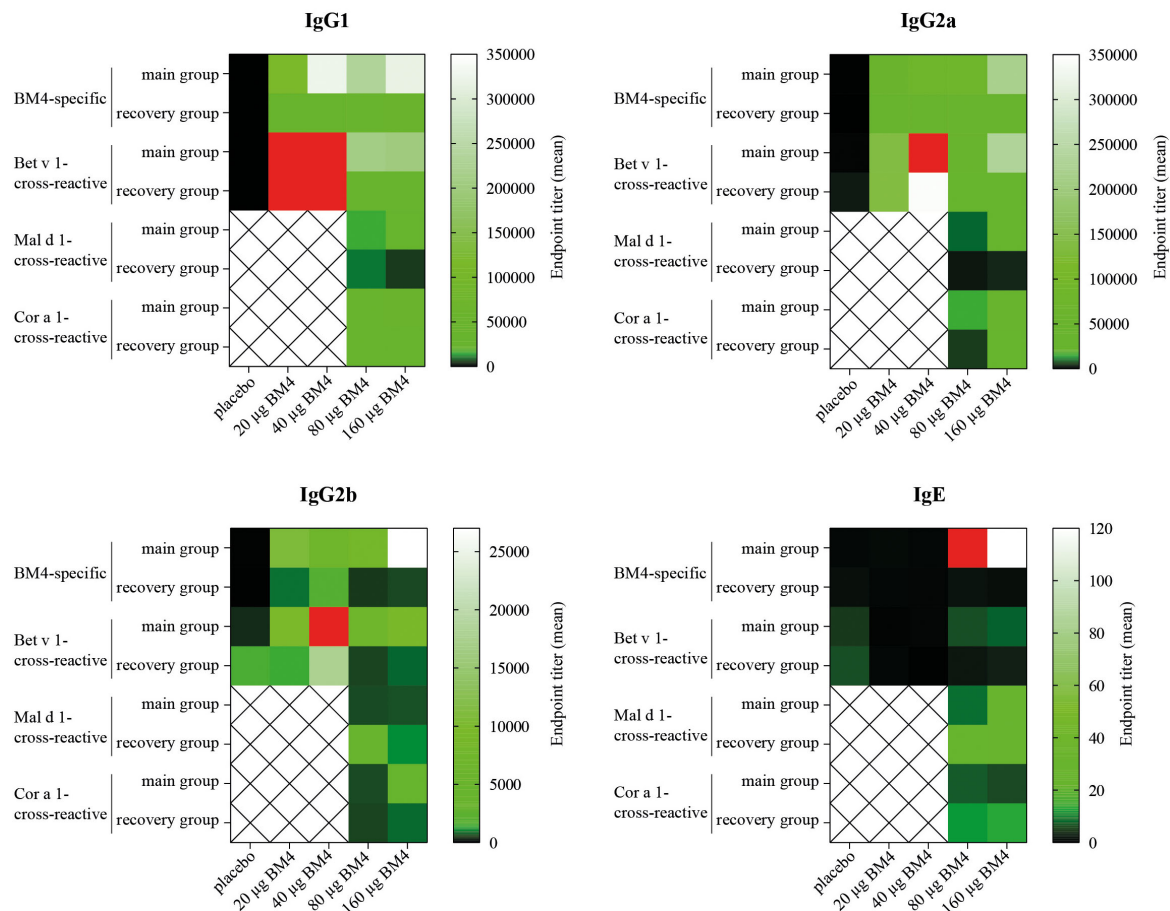 IgG1
BM4-specific
main group
recovery group
Bet v 1-
cross-reactive
main group
recovery group
Mal d 1-
cross-reactive
main group
recovery group
Cor a 1-
cross-reactive
main group
recovery group
placebo
20 µg BM4
40 µg BM4
80 µg BM4
160 µg BM4
350000
300000
250000
200000
150000
100000
50000
0
Endpoint titer (mean)
IgG2a
BM4-specific
main group
recovery group
Bet v 1-
cross-reactive
main group
recovery group
Mal d 1-
cross-reactive
main group
recovery group
Cor a 1-
cross-reactive
main group
recovery group
placebo
20 µg BM4
40 µg BM4
80 µg BM4
160 µg BM4
350000
300000
250000
200000
150000
100000
50000
0
Endpoint titer (mean)
IgG2b
BM4-specific
main group
recovery group
Bet v 1-
cross-reactive
main group
recovery group
Mal d 1-
cross-reactive
main group
recovery group
Cor a 1-
cross-reactive
main group
recovery group
placebo
20 µg BM4
40 µg BM4
80 µg BM4
160 µg BM4
25000
20000
15000
10000
5000
0
Endpoint titer (mean)
IgE
BM4-specific
main group
recovery group
Bet v 1-
cross-reactive
main group
recovery group
Mal d 1-
cross-reactive
main group
recovery group
Cor a 1-
cross-reactive
main group
recovery group
placebo
20 µg BM4
40 µg BM4
80 µg BM4
160 µg BM4
120
100
80
60
40
20
0
Endpoint titer (mean)